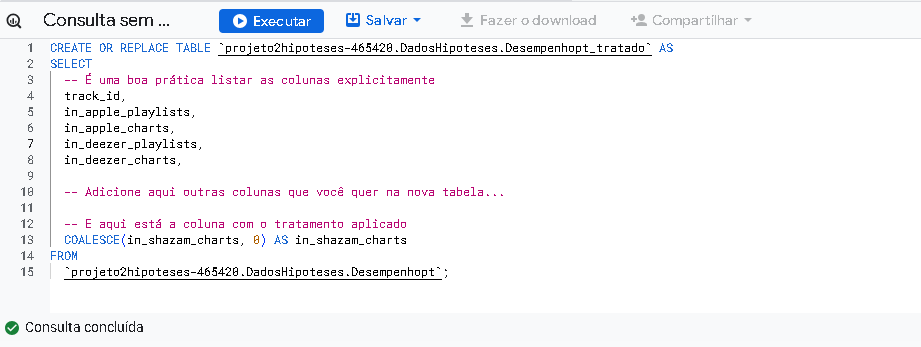 Consulta sem ... Executar Salvar Fazer o download Compartilhar
1 CREATE OR REPLACE TABLE `projeto2hipoteses-465420.DadosHipoteses.Desempenhopt_tratado` AS
2 SELECT
3 -- É uma boa prática listar as colunas explicitamente
4 track_id,
5 in_apple_playlists,
6 in_apple_charts,
7 in_deezer_playlists,
8 in_deezer_charts,
9
10 -- Adicione aqui outras colunas que você quer na nova tabela...
11
12 -- E aqui está a coluna com o tratamento aplicado
13 COALESCE(in_shazam_charts, 0) AS in_shazam_charts
14 FROM
15 `projeto2hipoteses-465420.DadosHipoteses.Desempenhopt`;
Consulta concluída